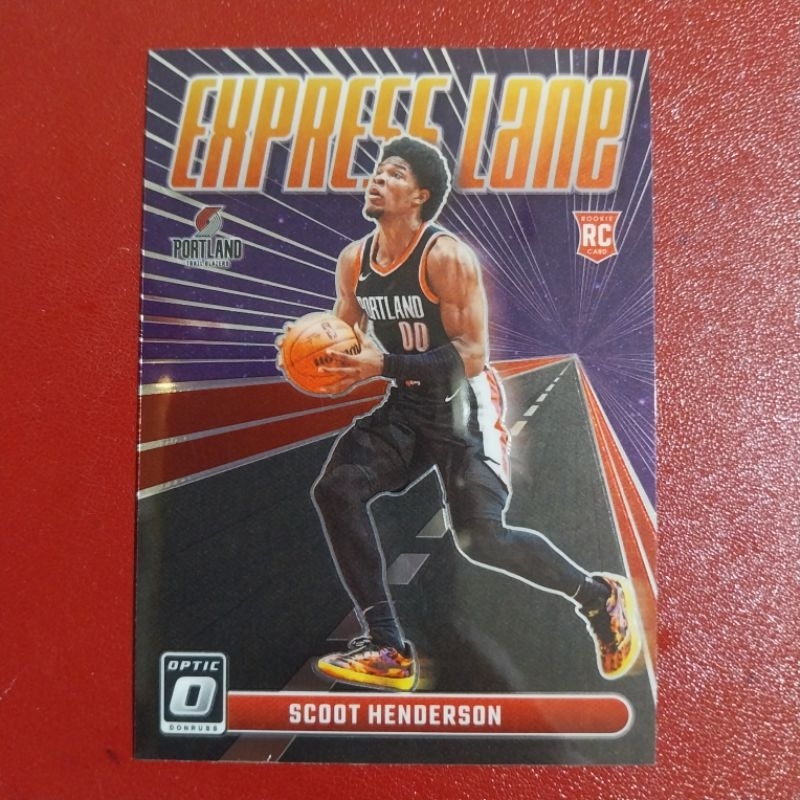 EXPRESS LANE
PORTLAND
TRAIL BLAZERS
ROOKIE
RC
CARD
PORTLAND
00
OPTIC
DONRUSS
SCOOT HENDERSON